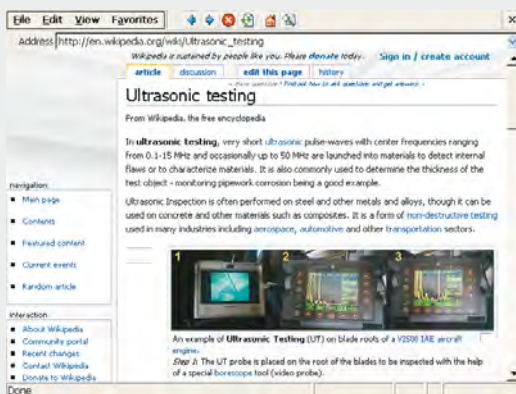 File Edit View Favorites
Address http://en.wikipedia.org/wiki/Ultrasonic_testing
Wikipedia is sustained by people like you. Please donate today.
Sign in / create account
article discussion edit this page history
Ultrasonic testing
From Wikipedia, the free encyclopedia
In ultrasonic testing, very short ultrasonic pulse-waves with center frequencies ranging
from 0.1-15 MHz and occasionally up to 50 MHz are launched into materials to detect internal
flaws or to characterize materials. It is also commonly used to determine the thickness of the
test object - monitoring pipework corrosion being a good example.
Ultrasonic Inspection is often performed on steel and other metals and alloys, though it can be
used on concrete and other materials such as composites. It is a form of non-destructive testing
used in many industries including aerospace, automotive and other transportation sectors.
navigation
Main page
Contents
Featured content
Current events
Random article
interaction
About Wikipedia
Community portal
Recent changes
Contact Wikipedia
Donate to Wikipedia
1 2 3
An example of Ultrasonic Testing (UT) on blade roots of a V2500 IAE aircraft
engine.
Step 1: The UT probe is placed on the root of the blades to be inspected with the help
of a special borescope tool (video probe).
Done